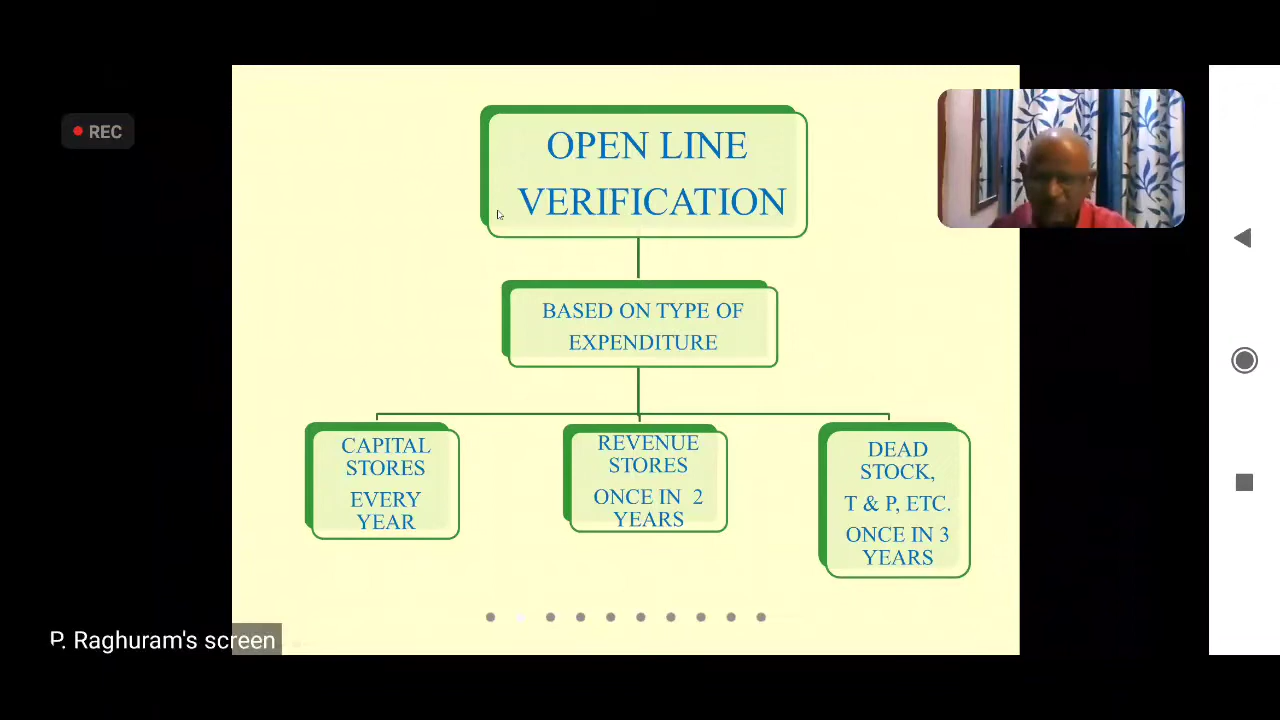 REC
OPEN LINE
VERIFICATION
BASED ON TYPE OF
EXPENDITURE
CAPITAL
STORES
EVERY
YEAR
REVENUE
STORES
ONCE IN 2
YEARS
DEAD
STOCK,
T & P, ETC.
ONCE IN 3
YEARS
P. Raghuram's screen